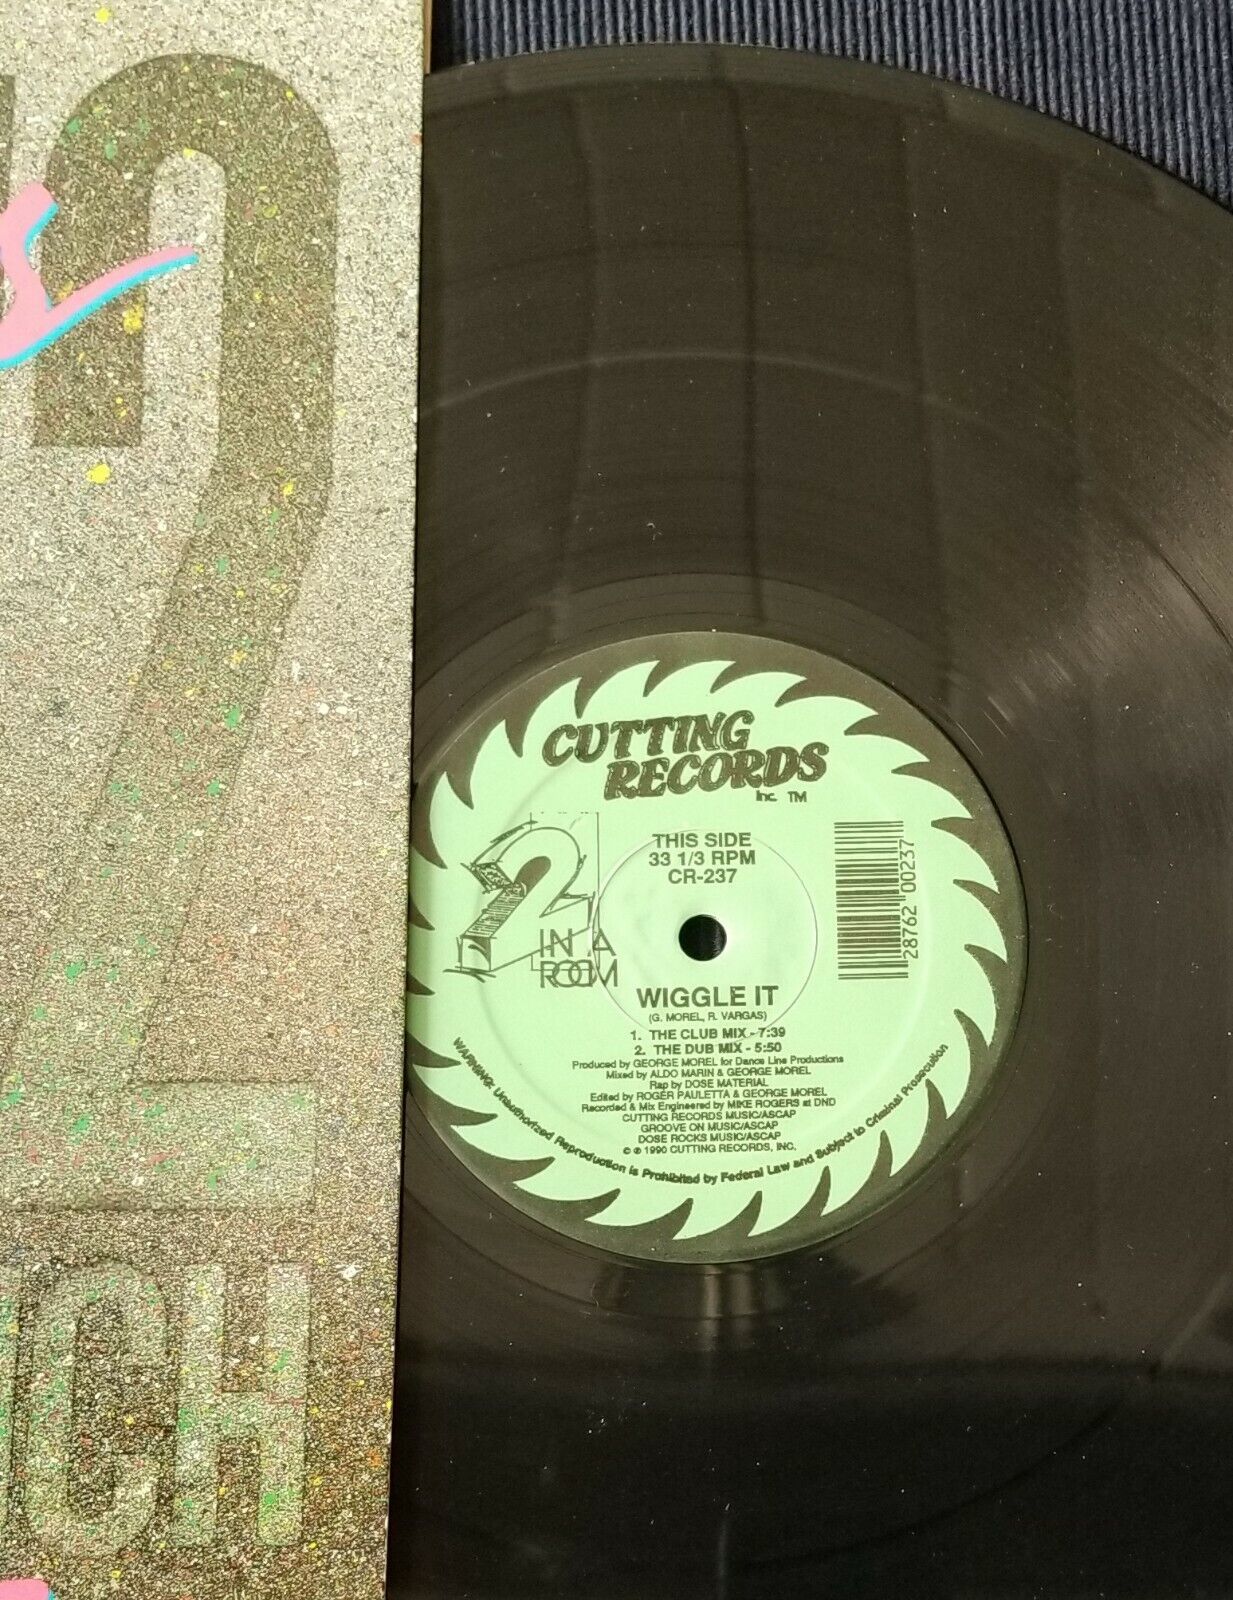 12
INCH
CUTTING
RECORDS
Inc. TM
THIS SIDE
33 1/3 RPM
CR-237
28762 00237
2
IN A
ROOM
WIGGLE IT
(G. MOREL, R. VARGAS)
1. THE CLUB MIX - 7:39
2. THE DUB MIX - 5:50
Produced by GEORGE MOREL for Dance Line Productions
Mixed by ALDO MARIN & GEORGE MOREL
Rap by DOSE MATERIAL
Edited by ROGER PAULETTA & GEORGE MOREL
Recorded & Mix Engineered by MIKE ROGERS at DND
CUTTING RECORDS MUSIC/ASCAP
GROOVE ON MUSIC/ASCAP
DOSE ROCKS MUSIC/ASCAP
© ℗ 1990 CUTTING RECORDS, INC.
WARNING: Unauthorized Reproduction is Prohibited by Federal Law and Subject to Criminal Prosecution